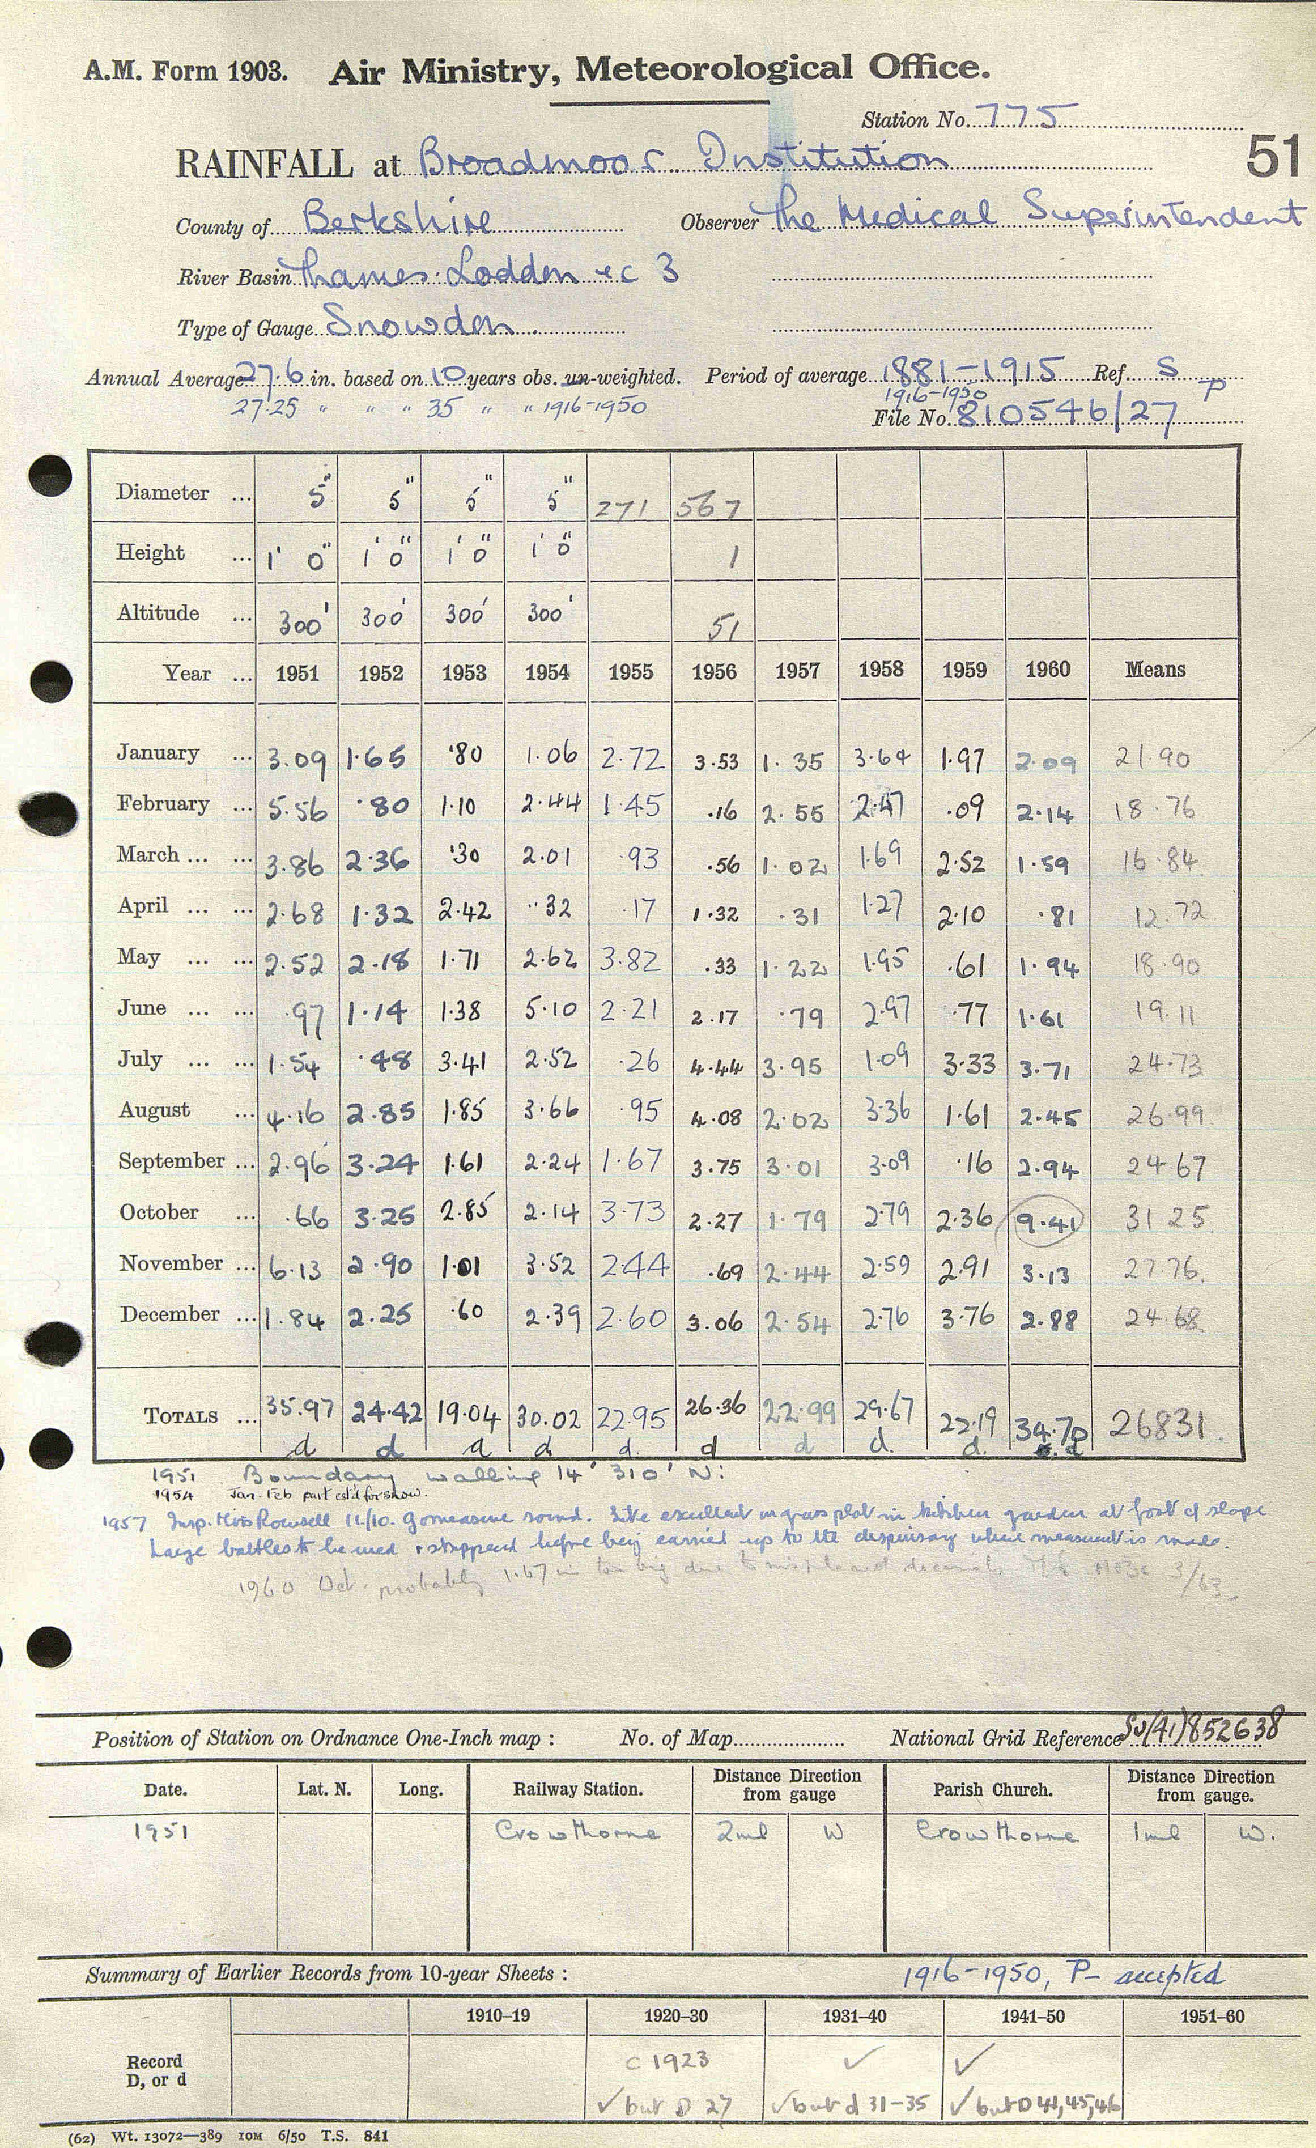 A.M. Form 1903. Air Ministry, Meteorological Office.
Station No. 775
51
RAINFALL at Broadmoor Institution
County of Berkshire Observer The Medical Superintendent
River Basin Thames: Loddon &c 3
Type of Gauge Snowdon
Annual Average 27.6 in. based on 10 years obs. un-weighted. Period of average 1881-1915 Ref. S
27.25 " " " 35 " " 1916-1950 1916-1950 P
File No. 810546/27
Diameter ... 5" 5" 5" 5" 271 567
Height ... 1' 0" 1' 0" 1' 0" 1' 0" 1
Altitude ... 300' 300' 300' 300' 51
Year ... 1951 1952 1953 1954 1955 1956 1957 1958 1959 1960 Means
January ... 3.09 1.65 .80 1.06 2.72 3.53 1.35 3.64 1.97 2.09 21.90
February ... 5.56 .80 1.10 2.44 1.45 .16 2.55 2.47 .09 2.14 18.76
March ... ... 3.86 2.36 .30 2.01 .93 .56 1.02 1.69 2.52 1.59 16.84
April ... ... 2.68 1.32 2.42 .32 .17 1.32 .31 1.27 2.10 .81 12.72
May ... ... 2.52 2.18 1.71 2.62 3.82 .33 1.22 1.95 .61 1.94 18.90
June ... ... .97 1.14 1.38 5.10 2.21 2.17 .79 2.97 .77 1.61 19.11
July ... ... 1.54 .48 3.41 2.52 .26 4.44 3.95 1.09 3.33 3.71 24.73
August ... 4.16 2.85 1.85 3.66 .95 4.08 2.02 3.36 1.61 2.45 26.99
September ... 2.96 3.24 1.61 2.24 1.67 3.75 3.01 3.09 .16 2.94 24.67
October ... .66 3.25 2.85 2.14 3.73 2.27 1.79 2.79 2.36 9.41 31.25
November ... 6.13 2.90 1.01 3.52 2.44 .69 2.44 2.59 2.91 3.13 27.76.
December ... 1.84 2.25 .60 2.39 2.60 3.06 2.54 2.76 3.76 2.88 24.68
TOTALS ... 35.97 24.42 19.04 30.02 22.95 26.36 22.99 29.67 22.19 34.70 26831.
d d d d d. d d d. d. d
1951 Boundary walling 14' 310' N:
1954 Jan-Feb part est'd for snow.
1957 Insp. Miss Rowsell 11/10. Gomeasure round. Site excellent in grass plot in kitchen garden at foot of slope
Large bottles to be used & stoppered before being carried up to the dispensary where measurement is made.
1960 Oct. probably 1.67 in too big due to misplaced decimal. 3/63
Position of Station on Ordnance One-Inch map : No. of Map National Grid Reference SU(41)852638
Date. Lat. N. Long. Railway Station. Distance Direction from gauge Parish Church. Distance Direction from gauge.
1951 Crowthorne 2ml W Crowthorne 1ml W.
Summary of Earlier Records from 10-year Sheets : 1916-1950, P- accepted
1910-19 1920-30 1931-40 1941-50 1951-60
Record D, or d
c 1923 ✓ ✓
✓ but D 27 ✓ but d 31-35 ✓ but D 41, 45, 46
(62) Wt. 13072—389 10M 6/50 T.S. 841